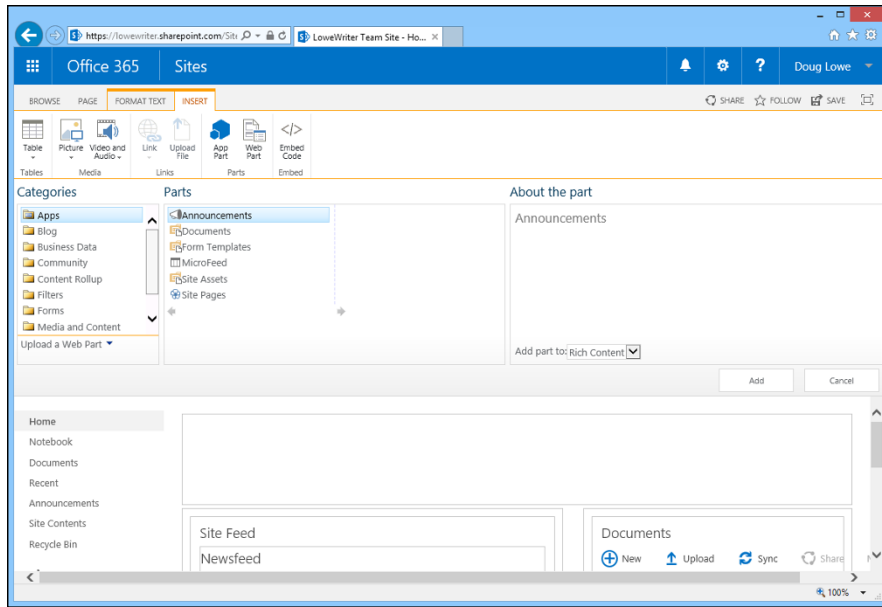 https://lowewriter.sharepoint.com/Site
LoweWriter Team Site - Ho...
Office 365
Sites
Doug Lowe
BROWSE PAGE FORMAT TEXT INSERT
SHARE FOLLOW SAVE
Table
Picture
Video and Audio
Link
Upload File
App Part
Web Part
Embed Code
</>
Tables Media Links Parts Embed
Categories
Apps
Blog
Business Data
Community
Content Rollup
Filters
Forms
Media and Content
Upload a Web Part
Parts
Announcements
Documents
Form Templates
MicroFeed
Site Assets
Site Pages
About the part
Announcements
Add part to: Rich Content
Add Cancel
Home
Notebook
Documents
Recent
Announcements
Site Contents
Recycle Bin
Site Feed
Newsfeed
Documents
New Upload Sync Share
100%